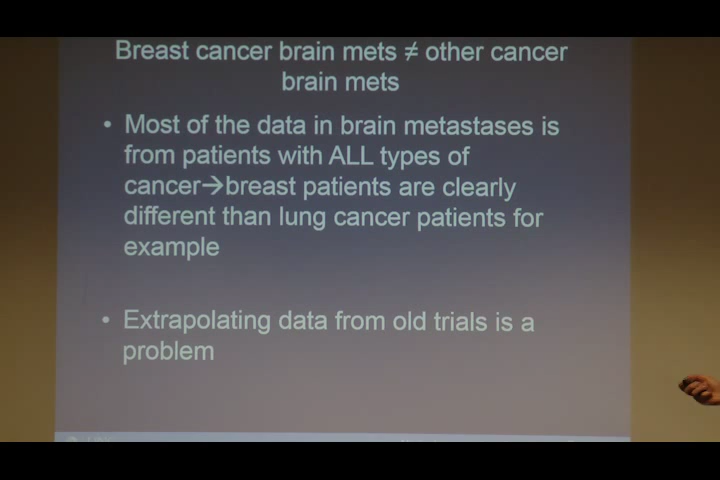 Breast cancer brain mets ≠ other cancer
brain mets
• Most of the data in brain metastases is
from patients with ALL types of
cancer→breast patients are clearly
different than lung cancer patients for
example
• Extrapolating data from old trials is a
problem